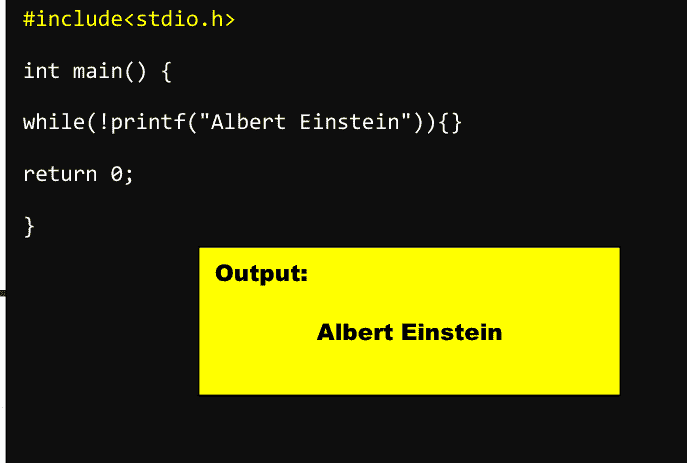 #include<stdio.h>
int main() {
while(!printf("Albert Einstein")){}
return 0;
}
Output:
Albert Einstein